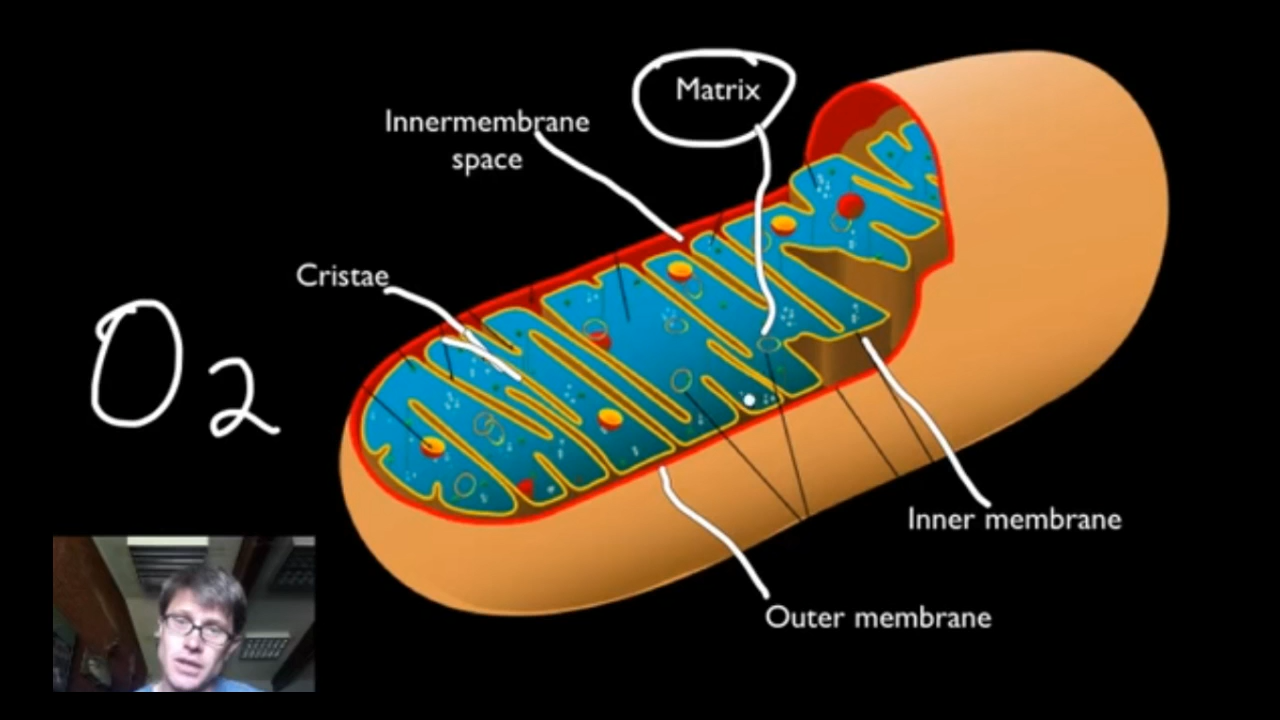 Matrix
Innermembrane
space
Cristae
O2
Inner membrane
Outer membrane